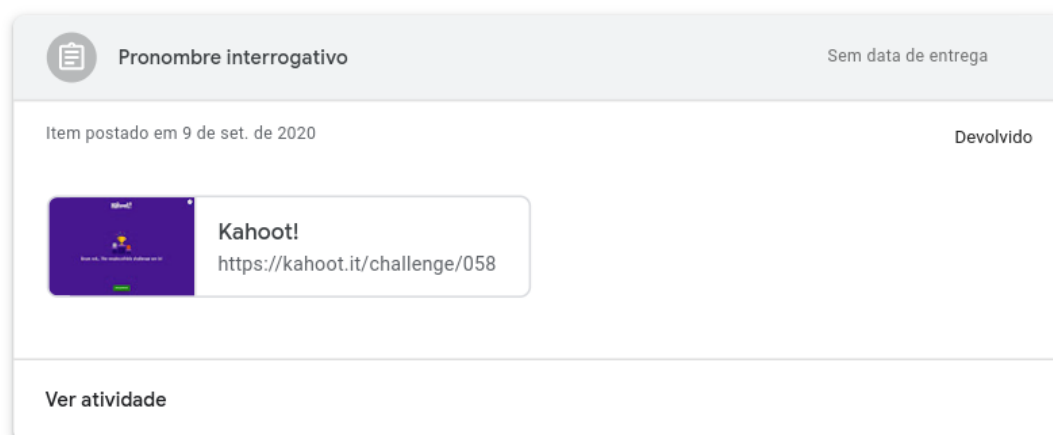 Pronombre interrogativo
Sem data de entrega
Item postado em 9 de set. de 2020
Devolvido
Kahoot!
Kahoot!
https://kahoot.it/challenge/058
Ver atividade